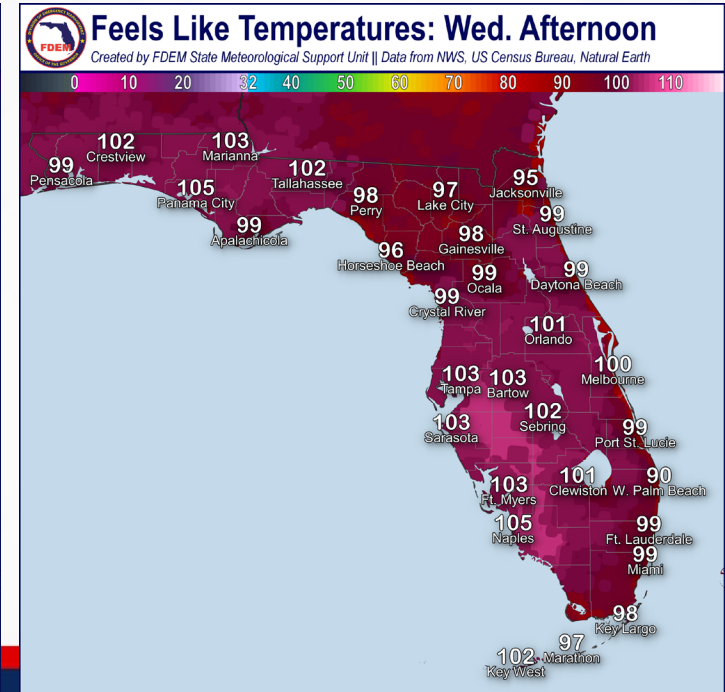 Feels Like Temperatures: Wed. Afternoon
FDEM
Created by FDEM State Meteorological Support Unit || Data from NWS, US Census Bureau, Natural Earth
0 10 20 32 40 50 60 70 80 90 100 110
102
Crestview
103
Marianna
99
Pensacola
102
Tallahassee
105
Panama City
98
Perry
97
Lake City
95
Jacksonville
99
Apalachicola
99
St. Augustine
98
Gainesville
96
Horseshoe Beach
99
Ocala
99
Daytona Beach
99
Crystal River
101
Orlando
100
Melbourne
103
Tampa
103
Bartow
102
Sebring
103
Sarasota
99
Port St. Lucie
101
Clewiston
90
W. Palm Beach
103
Ft. Myers
105
Naples
99
Ft. Lauderdale
99
Miami
98
Key Largo
97
Marathon
102
Key West